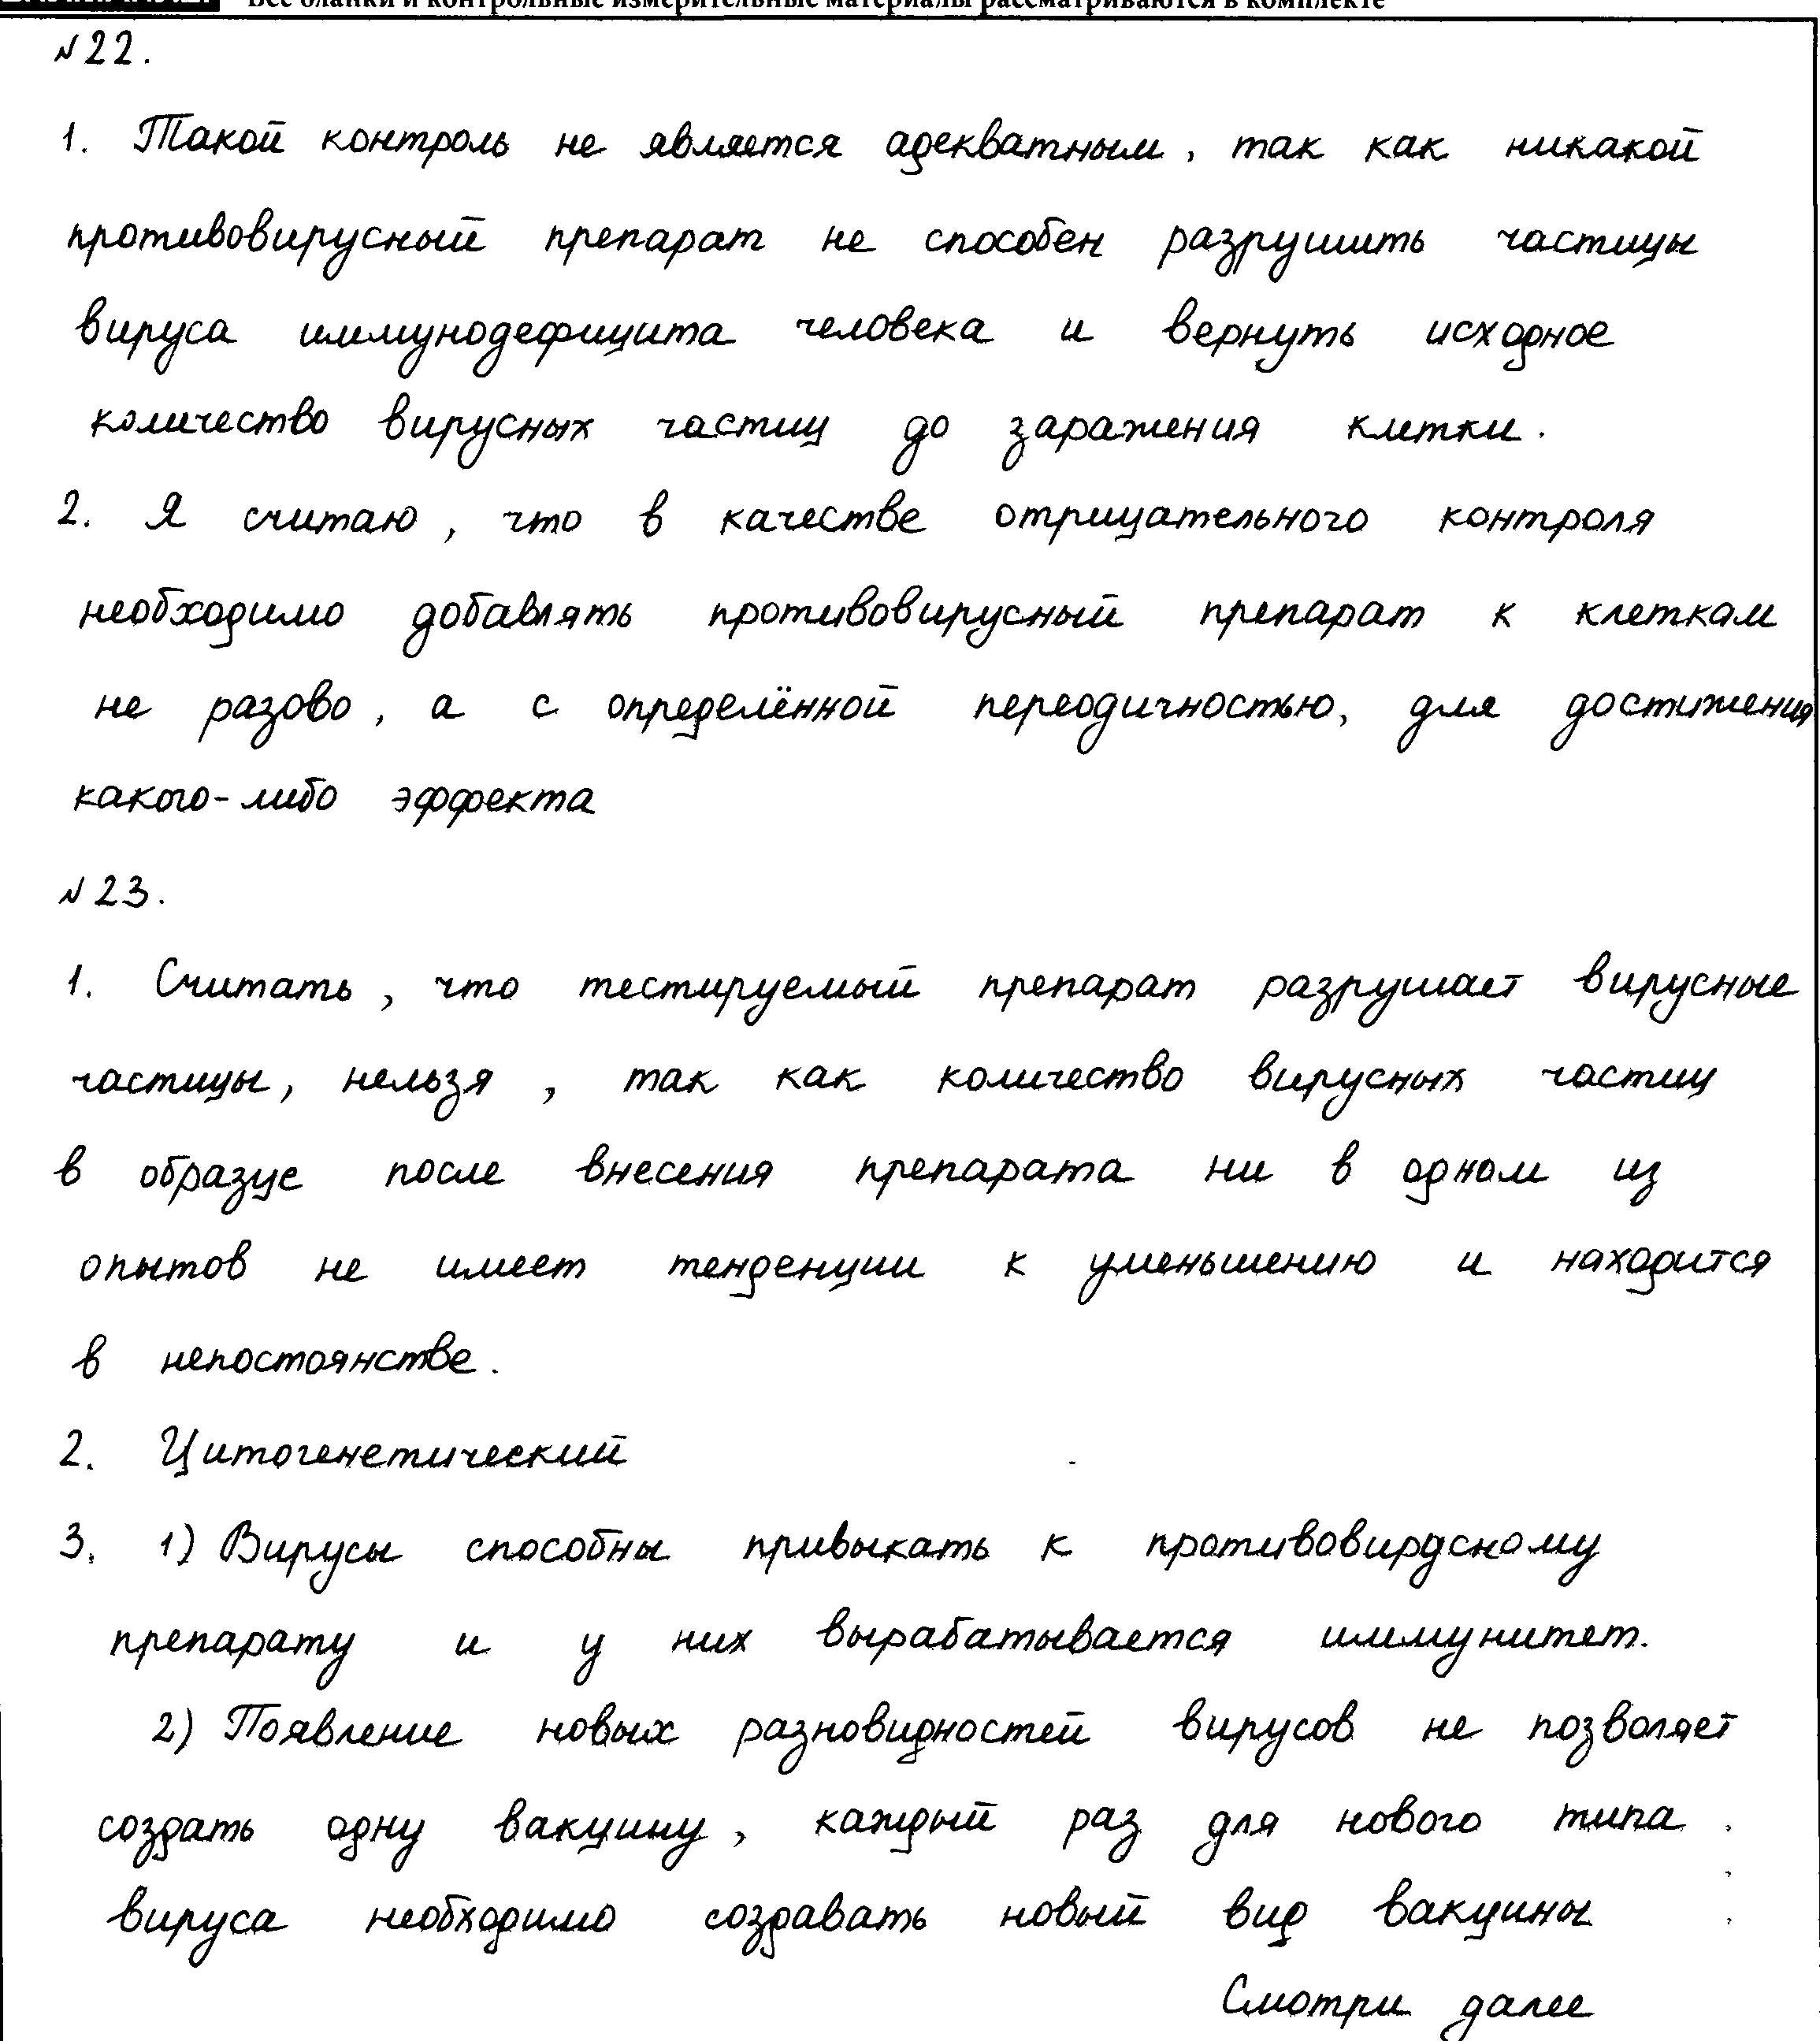 Все бланки и контрольные измерительные материалы рассматриваются в комплекте
№22.
1. Такой контроль не является адекватным, так как никакой
противовирусный препарат не способен разрушить частицы
вируса иммунодефицита человека и вернуть исходное
количество вирусных частиц до заражения клетки.
2. Я считаю, что в качестве отрицательного контроля
необходимо добавлять противовирусный препарат к клеткам
не разово, а с определённой переодичностью, для достижения
какого-либо эффекта
№23.
1. Считать, что тестируемый препарат разрушает вирусные
частицы, нельзя, так как количество вирусных частиц
в образце после внесения препарата ни в одном из
опытов не имеет тенденции к уменьшению и находится
в непостоянстве.
2. Цитогенетический
3. 1) Вирусы способны привыкать к противовирусному
препарату и у них вырабатывается иммунитет.
2) Появление новых разновидностей вирусов не позволяет
создать одну вакцину, каждый раз для нового типа
вируса необходимо создавать новый вид вакцины
Смотри далее